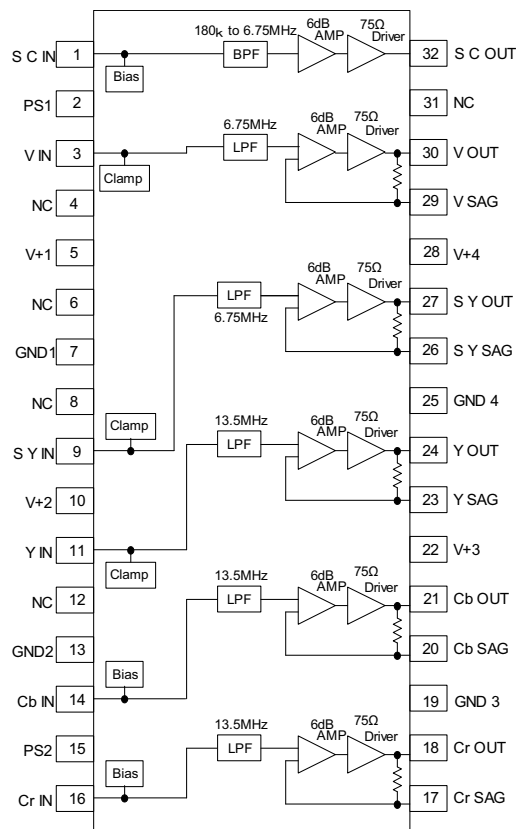 S C IN 1
Bias
180k to 6.75MHz
BPF
6dB
AMP
75Ω
Driver
32 S C OUT
PS1 2
31 NC
V IN 3
Clamp
6.75MHz
LPF
6dB
AMP
75Ω
Driver
30 V OUT
NC 4
29 V SAG
V+1 5
28 V+4
NC 6
LPF
6.75MHz
6dB
AMP
75Ω
Driver
27 S Y OUT
GND1 7
26 S Y SAG
NC 8
25 GND 4
Clamp
S Y IN 9
13.5MHz
LPF
6dB
AMP
75Ω
Driver
24 Y OUT
V+2 10
23 Y SAG
Y IN 11
Clamp
22 V+3
NC 12
13.5MHz
LPF
6dB
AMP
75Ω
Driver
21 Cb OUT
GND2 13
20 Cb SAG
Bias
Cb IN 14
19 GND 3
PS2 15
13.5MHz
LPF
6dB
AMP
75Ω
Driver
18 Cr OUT
Bias
Cr IN 16
17 Cr SAG